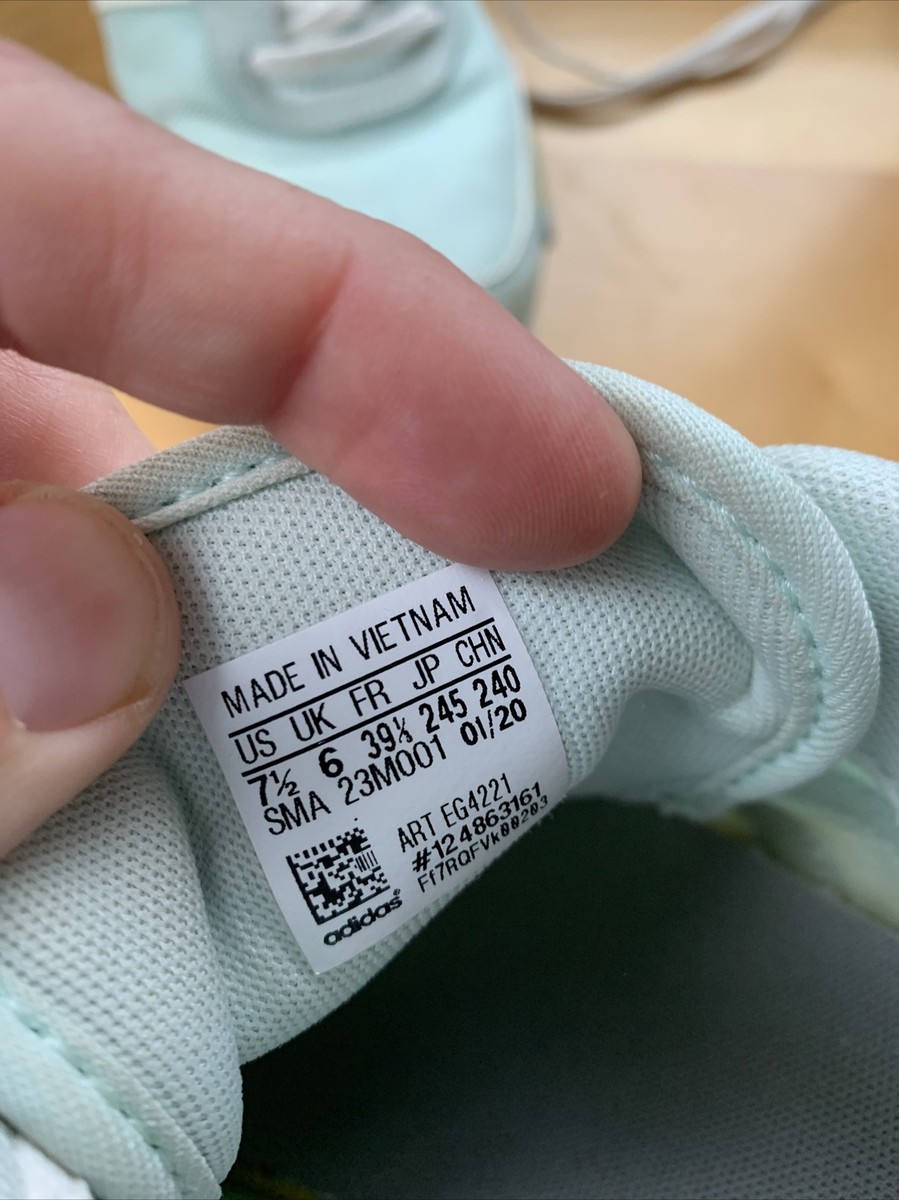 MADE IN VIETNAM
US UK FR JP CHN
7½ 6 39⅓ 245 240
SMA 23M001 01/20
ART EG4221
#124863161
Ff7RQFVk00203
adidas®